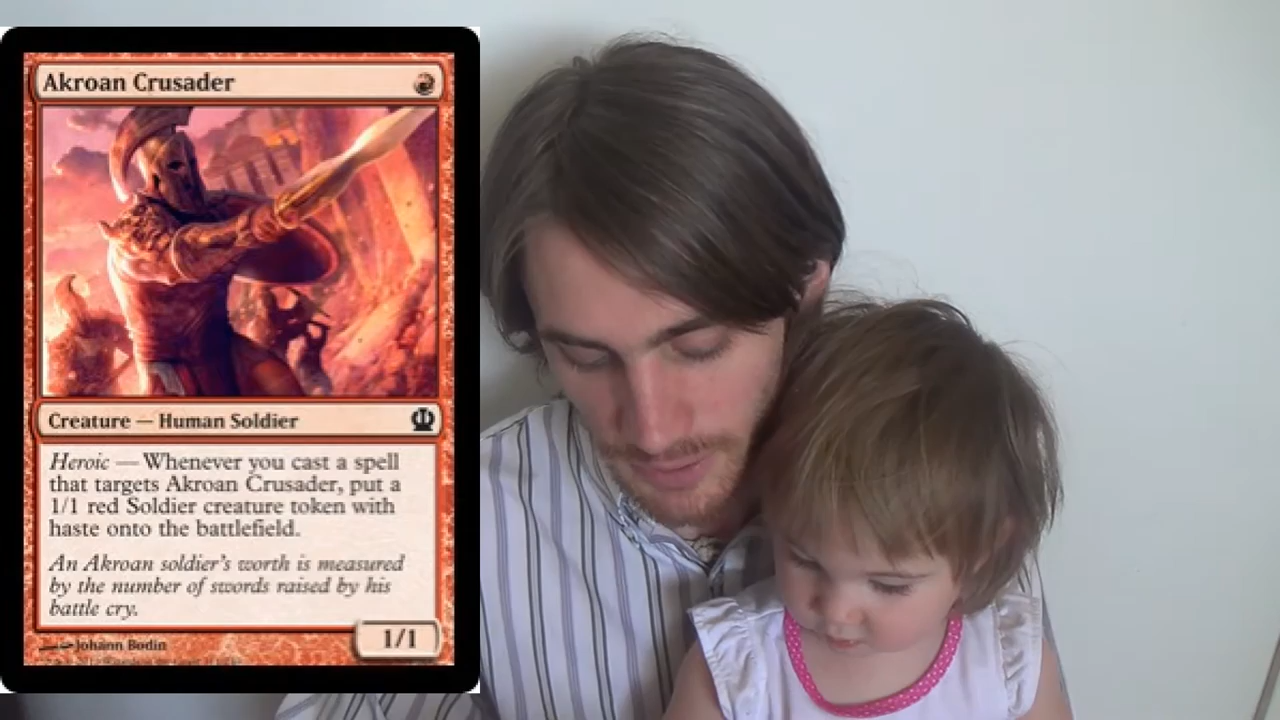 Akroan Crusader
Creature — Human Soldier
Heroic — Whenever you cast a spell
that targets Akroan Crusader, put a
1/1 red Soldier creature token with
haste onto the battlefield.
An Akroan soldier's worth is measured
by the number of swords raised by his
battle cry.
1/1
Johann Bodin